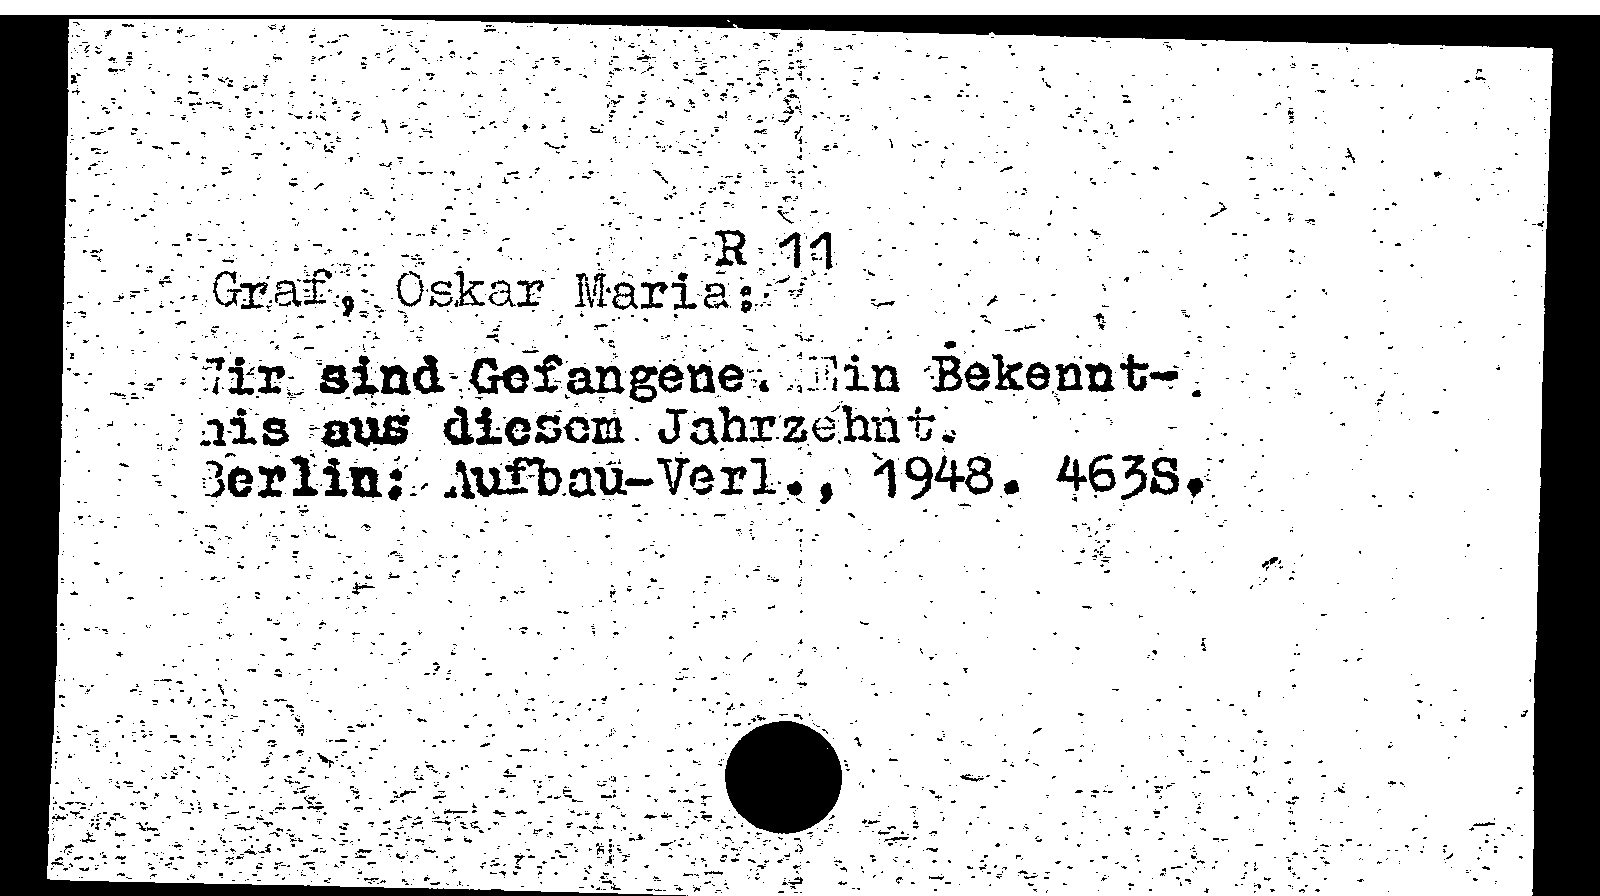 R 11
Graf, Oskar Maria:
Wir sind Gefangene. Ein Bekennt-
nis aus diesem Jahrzehnt.
Berlin: Aufbau-Verl., 1948. 463S.